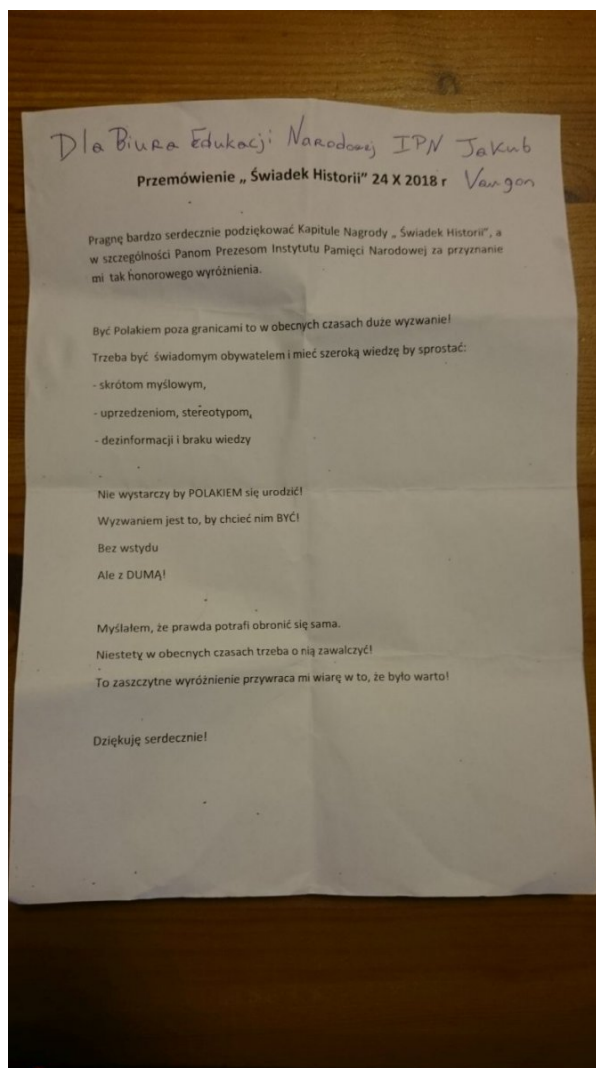 Dla Biura Edukacji Narodowej IPN Jakub
Vangon
Przemówienie „ Świadek Historii” 24 X 2018 r
Pragnę bardzo serdecznie podziękować Kapitule Nagrody „ Świadek Historii”, a
w szczególności Panom Prezesom Instytutu Pamięci Narodowej za przyznanie
mi tak honorowego wyróżnienia.
Być Polakiem poza granicami to w obecnych czasach duże wyzwanie!
Trzeba być świadomym obywatelem i mieć szeroką wiedzę by sprostać:
- skrótom myślowym,
- uprzedzeniom, stereotypom,
- dezinformacji i braku wiedzy
Nie wystarczy by POLAKIEM się urodzić!
Wyzwaniem jest to, by chcieć nim BYĆ!
Bez wstydu
Ale z DUMĄ!
Myślałem, że prawda potrafi obronić się sama.
Niestety w obecnych czasach trzeba o nią zawalczyć!
To zaszczytne wyróżnienie przywraca mi wiarę w to, że było warto!
Dziękuję serdecznie!